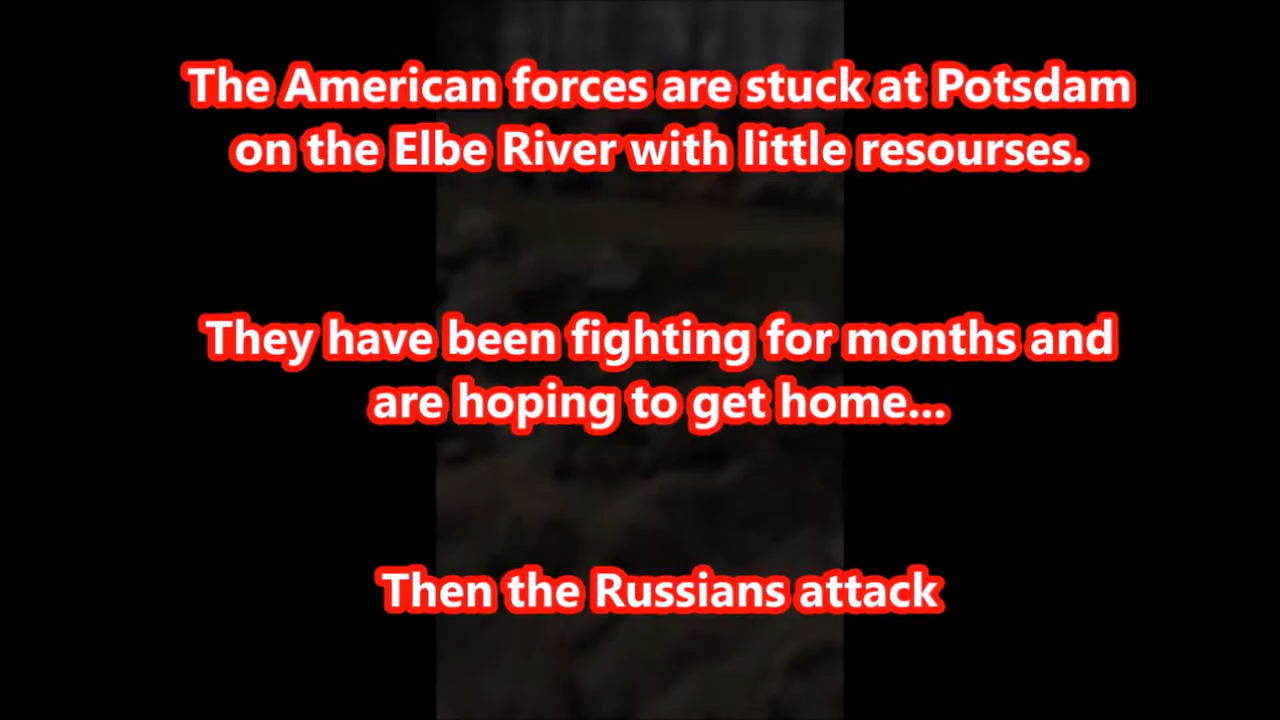 The American forces are stuck at Potsdam
on the Elbe River with little resourses.
They have been fighting for months and
are hoping to get home...
Then the Russians attack